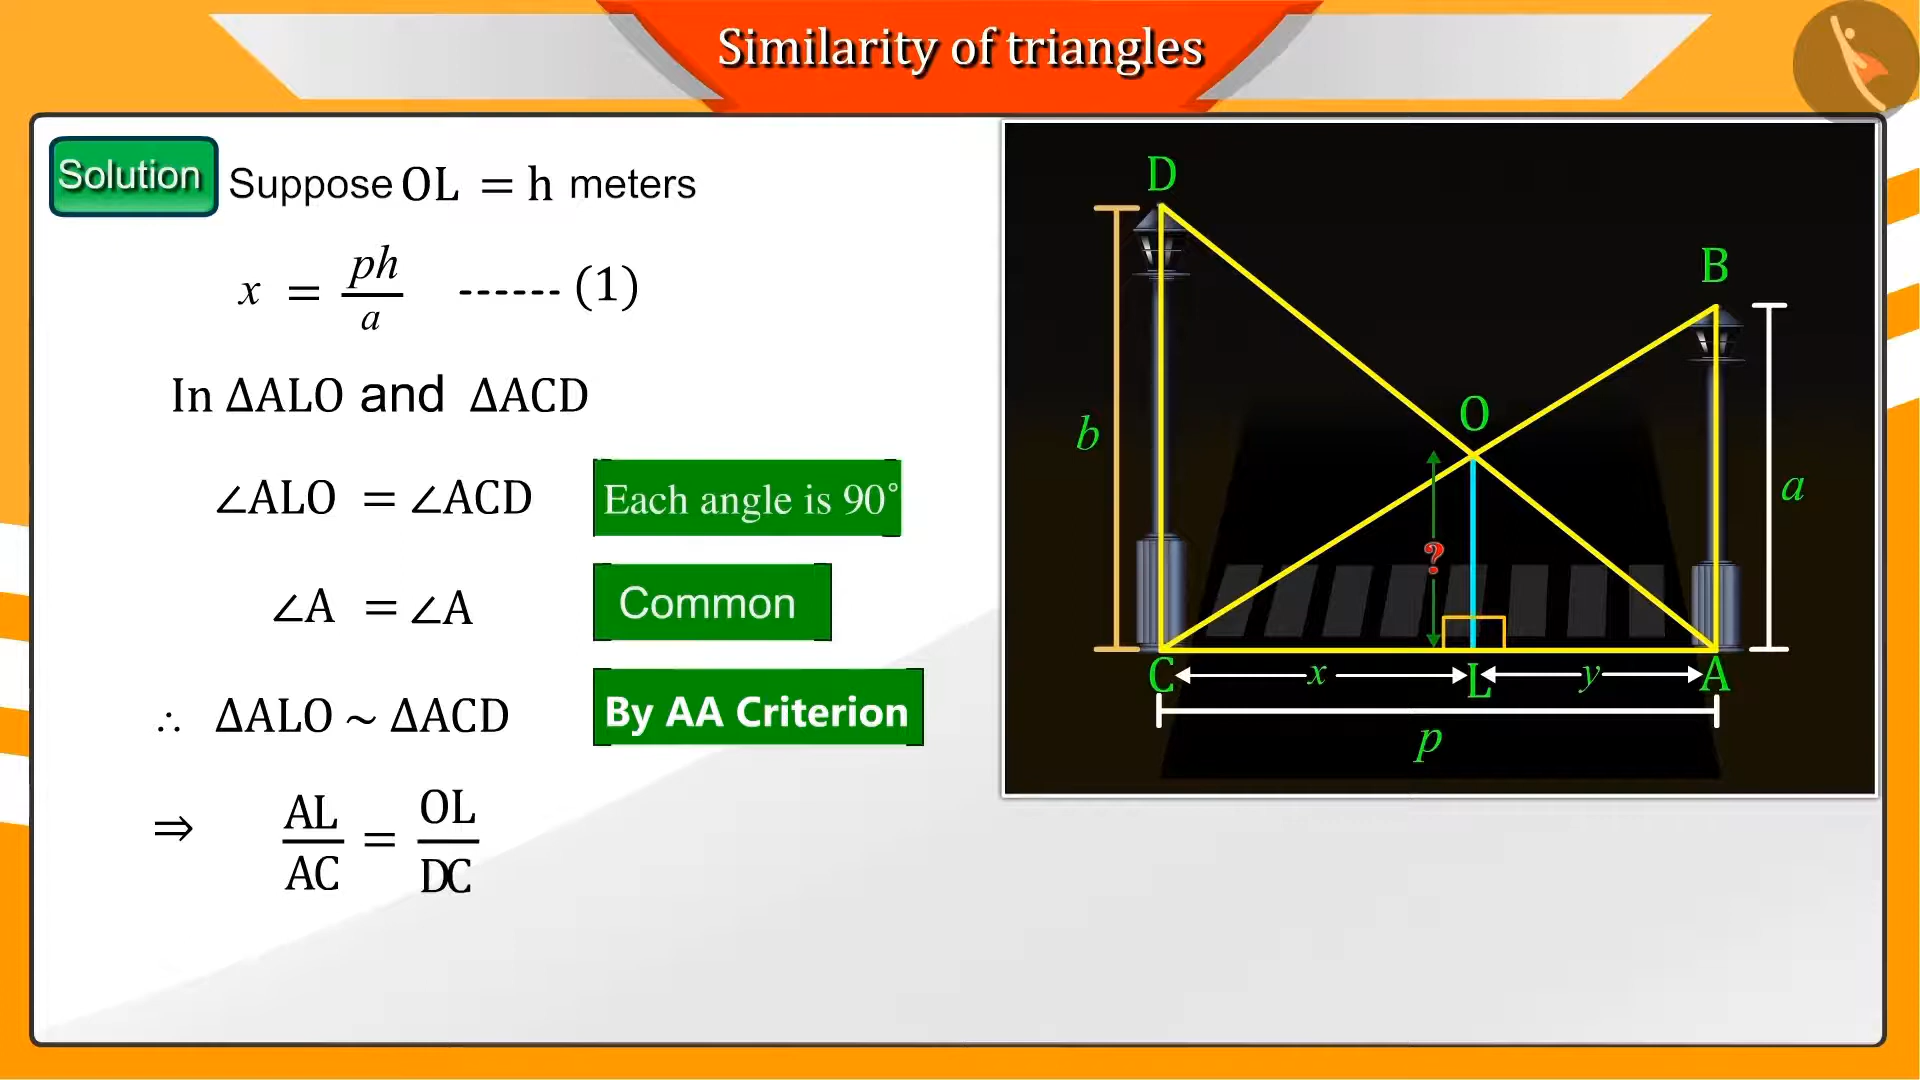 Similarity of triangles
Solution Suppose OL = h meters
x = ph/a ------ (1)
In ΔALO and ΔACD
∠ALO = ∠ACD Each angle is 90°
∠A = ∠A Common
∴ ΔALO ~ ΔACD By AA Criterion
⇒ AL/AC = OL/DC
D
B
O
b
a
?
C x L y A
p